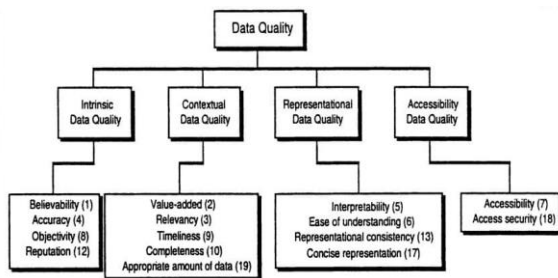 Data Quality
Intrinsic
Data Quality
Contextual
Data Quality
Representational
Data Quality
Accessibility
Data Quality
Believability (1)
Accuracy (4)
Objectivity (8)
Reputation (12)
Value-added (2)
Relevancy (3)
Timeliness (9)
Completeness (10)
Appropriate amount of data (19)
Interpretability (5)
Ease of understanding (6)
Representational consistency (13)
Concise representation (17)
Accessibility (7)
Access security (18)